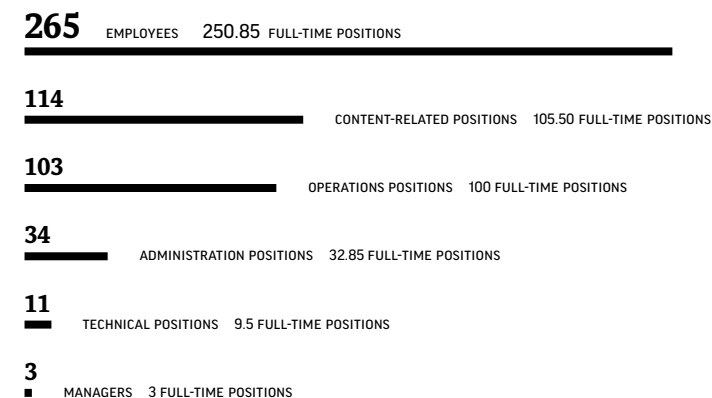 265 EMPLOYEES 250.85 FULL-TIME POSITIONS
114
CONTENT-RELATED POSITIONS 105.50 FULL-TIME POSITIONS
103
OPERATIONS POSITIONS 100 FULL-TIME POSITIONS
34
ADMINISTRATION POSITIONS 32.85 FULL-TIME POSITIONS
11
TECHNICAL POSITIONS 9.5 FULL-TIME POSITIONS
3
MANAGERS 3 FULL-TIME POSITIONS